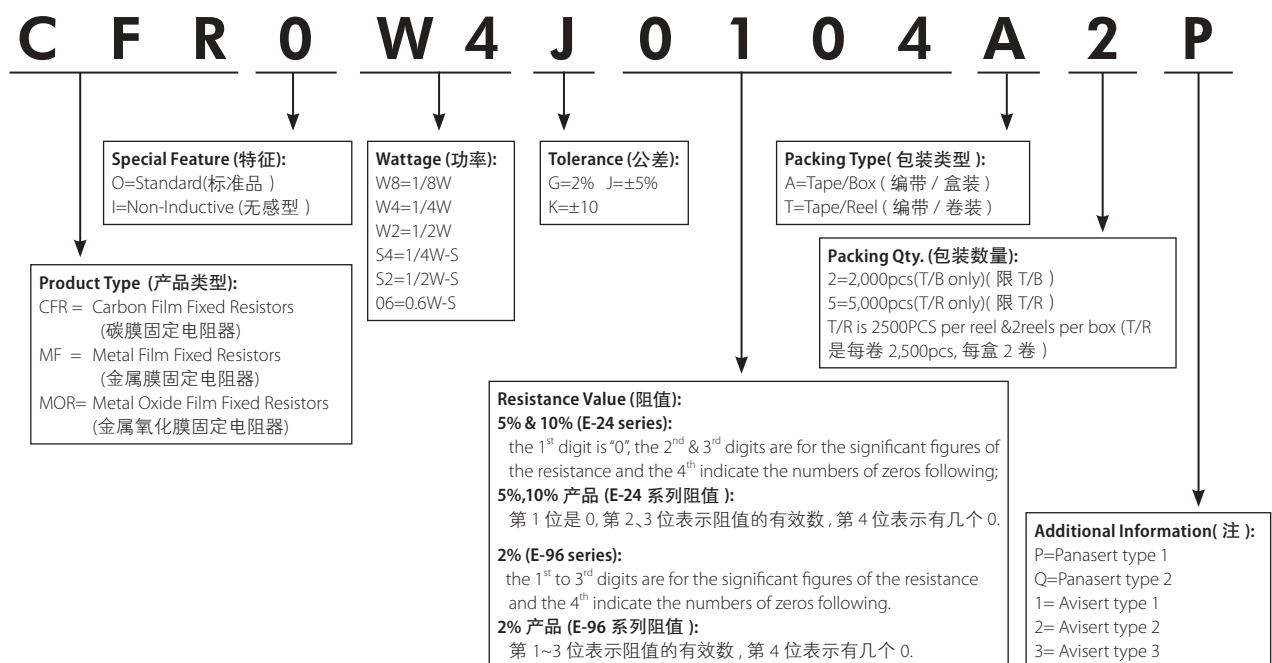 C F R 0 W 4 J 0 1 0 4 A 2 P
Special Feature (特征):
O=Standard(标准品 )
I=Non-Inductive (无感型 )
Wattage (功率):
W8=1/8W
W4=1/4W
W2=1/2W
S4=1/4W-S
S2=1/2W-S
06=0.6W-S
Tolerance (公差):
G=2% J=±5%
K=±10
Packing Type( 包装类型 ):
A=Tape/Box ( 编带 / 盒装 )
T=Tape/Reel ( 编带 / 卷装 )
Packing Qty. (包装数量):
2=2,000pcs(T/B only)( 限 T/B )
5=5,000pcs(T/R only)( 限 T/R )
T/R is 2500PCS per reel &2reels per box (T/R
是每卷 2,500pcs, 每盒 2 卷 )
Product Type (产品类型):
CFR = Carbon Film Fixed Resistors
(碳膜固定电阻器)
MF = Metal Film Fixed Resistors
(金属膜固定电阻器)
MOR= Metal Oxide Film Fixed Resistors
(金属氧化膜固定电阻器)
Resistance Value (阻值):
5% & 10% (E-24 series):
the 1st digit is "0", the 2nd & 3rd digits are for the significant figures of
the resistance and the 4th indicate the numbers of zeros following;
5%,10% 产品 (E-24 系列阻值 ):
第 1 位是 0, 第 2、3 位表示阻值的有效数 , 第 4 位表示有几个 0.
2% (E-96 series):
the 1st to 3rd digits are for the significant figures of the resistance
and the 4th indicate the numbers of zeros following.
2% 产品 (E-96 系列阻值 ):
第 1~3 位表示阻值的有效数 , 第 4 位表示有几个 0.
Additional Information( 注 ):
P=Panasert type 1
Q=Panasert type 2
1= Avisert type 1
2= Avisert type 2
3= Avisert type 3